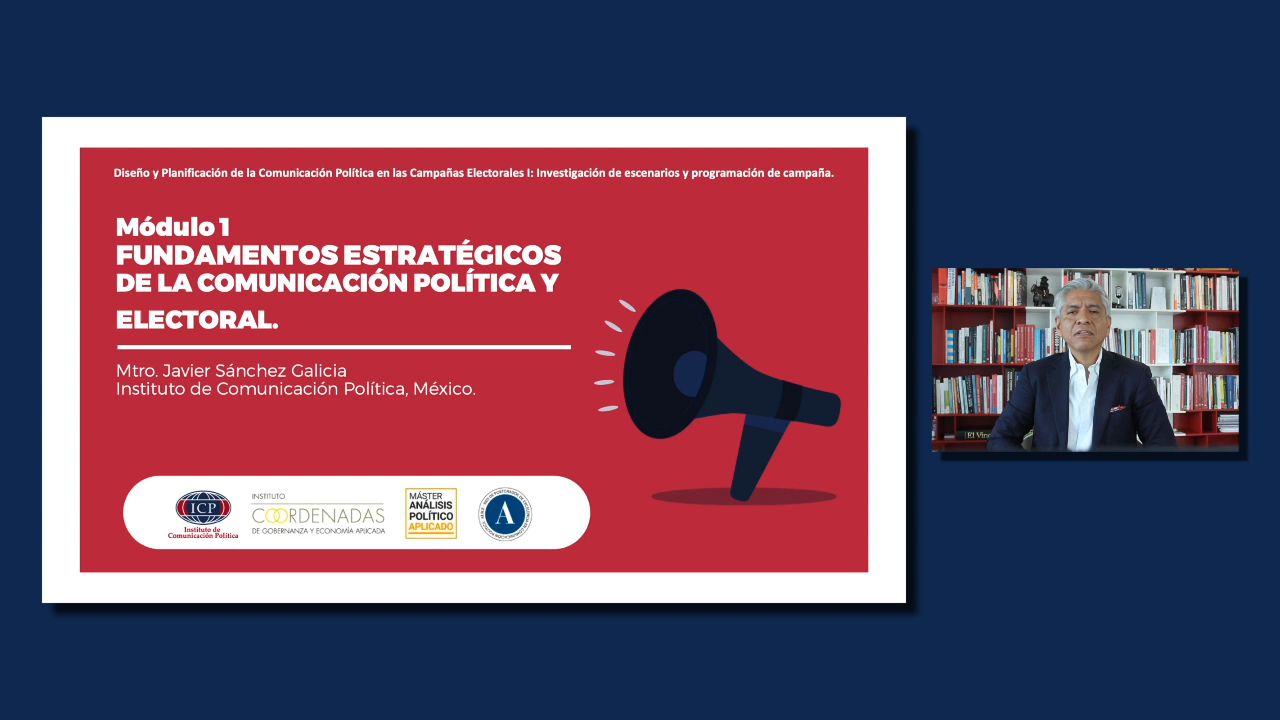 Diseño y Planificación de la Comunicación Política en las Campañas Electorales I: Investigación de escenarios y programación de campaña.
Módulo 1
FUNDAMENTOS ESTRATÉGICOS
DE LA COMUNICACIÓN POLÍTICA Y
ELECTORAL.
Mtro. Javier Sánchez Galicia
Instituto de Comunicación Política, México.
ICP
Instituto de
Comunicación Política
INSTITUTO
COORDENADAS
DE GOBERNANZA Y ECONOMÍA APLICADA
MÁSTER
ANÁLISIS
POLÍTICO
APLICADO
A
El